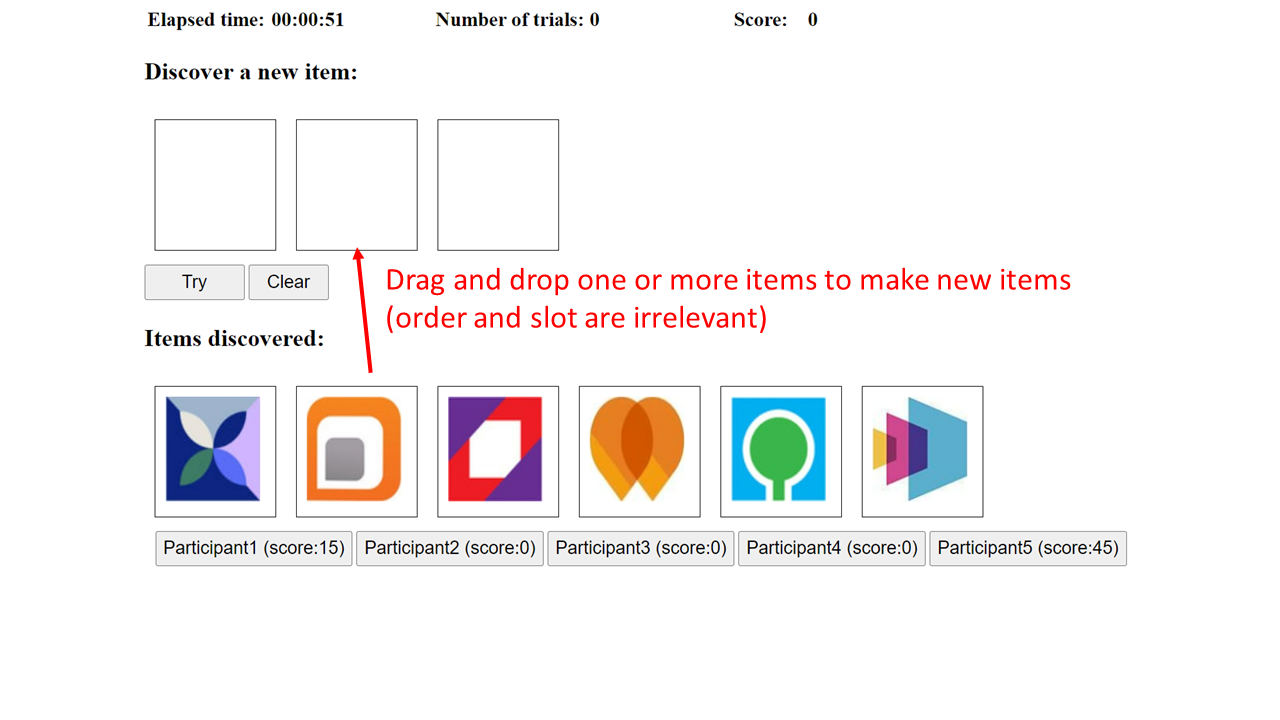 Elapsed time: 00:00:51 Number of trials: 0 Score: 0
Discover a new item:
Try Clear
Drag and drop one or more items to make new items
(order and slot are irrelevant)
Items discovered:
Participant1 (score:15) Participant2 (score:0) Participant3 (score:0) Participant4 (score:0) Participant5 (score:45)